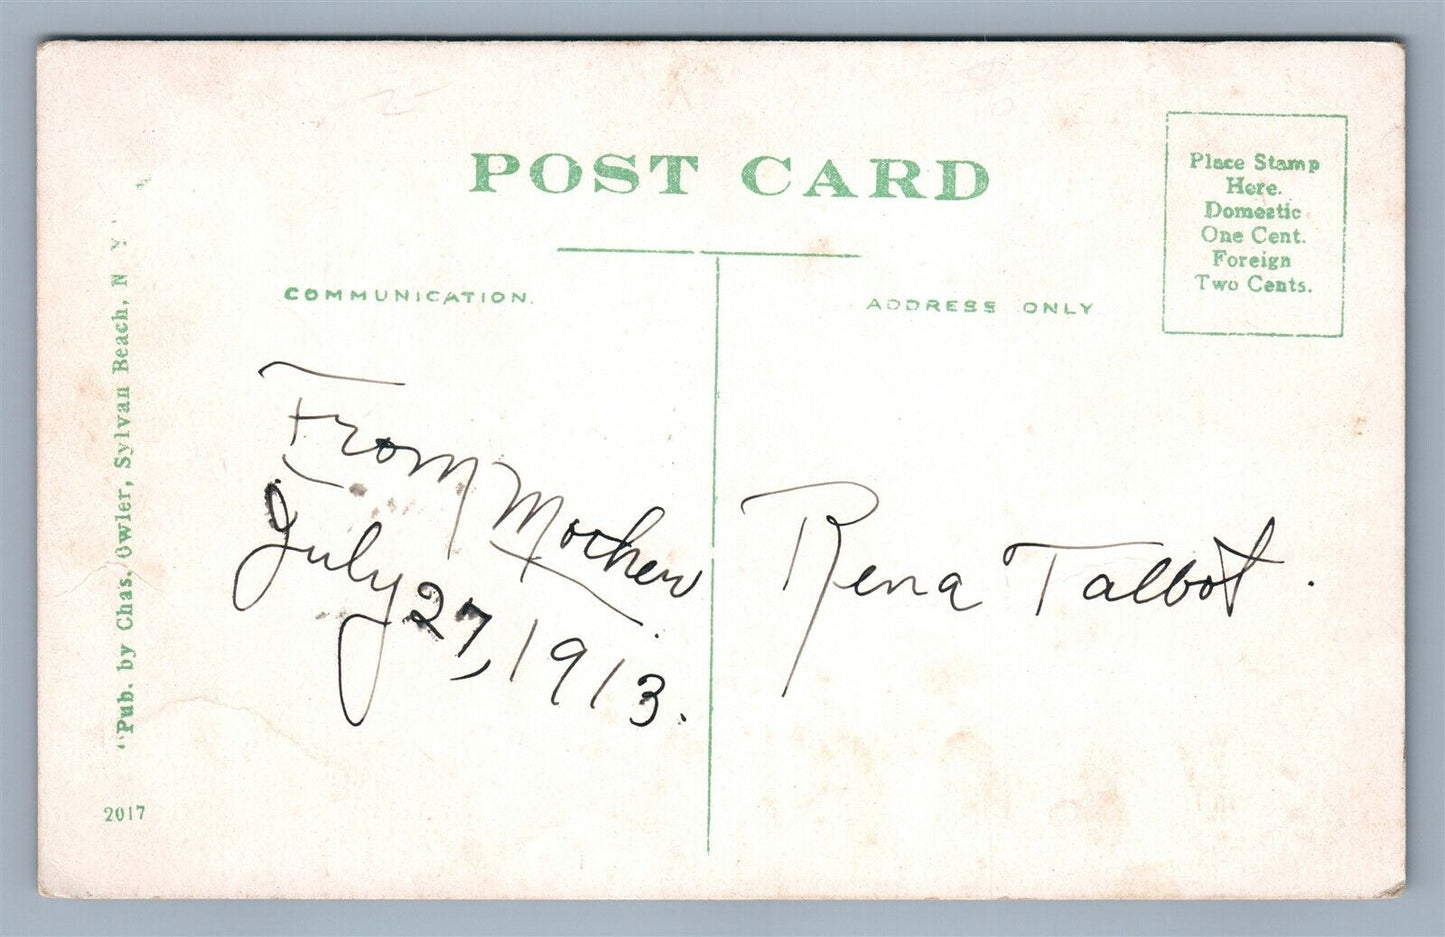 POST CARD
Place Stamp
Here.
Domestic
One Cent.
Foreign
Two Cents.
COMMUNICATION.
ADDRESS ONLY
From Mother
July 27, 1913.
Rena Talbot.
"Pub. by Chas. Owler, Sylvan Beach, N Y
2017